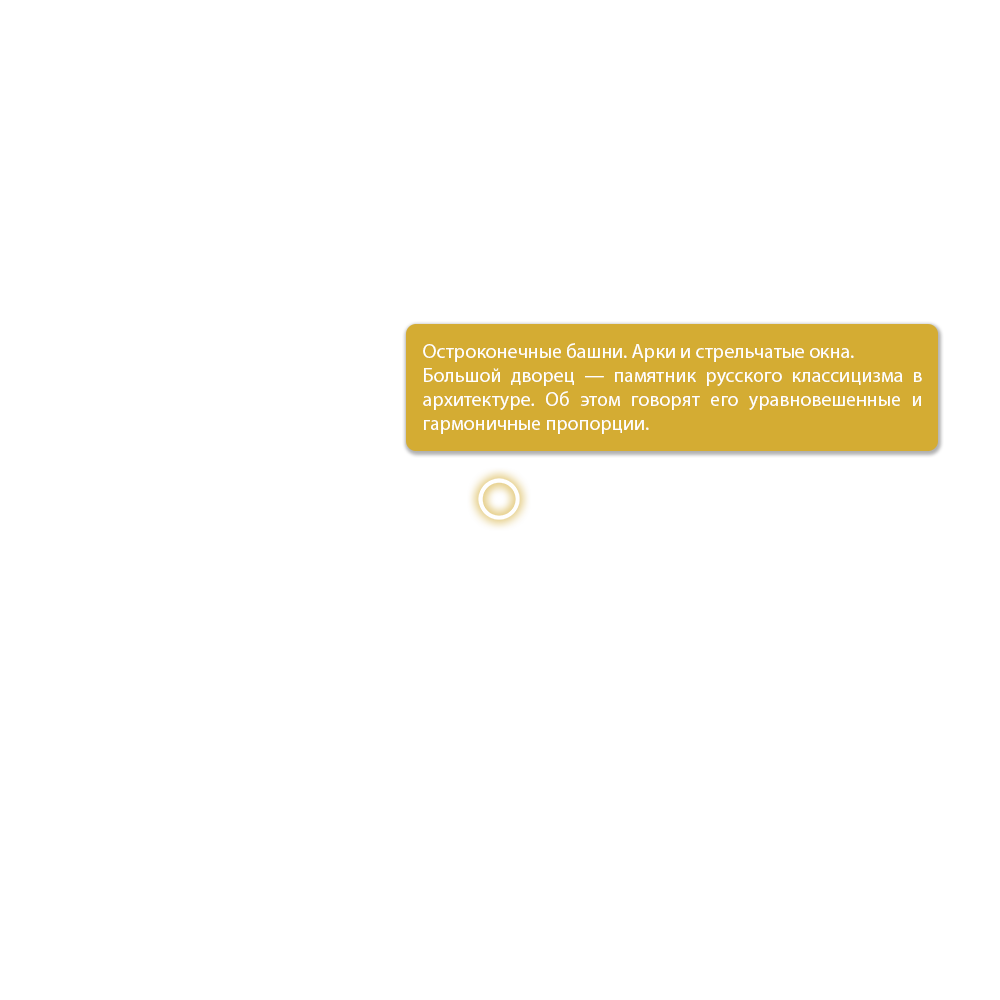 Остроконечные башни. Арки и стрельчатые окна.
Большой дворец — памятник русского классицизма в
архитектуре. Об этом говорят его уравновешенные и
гармоничные пропорции.